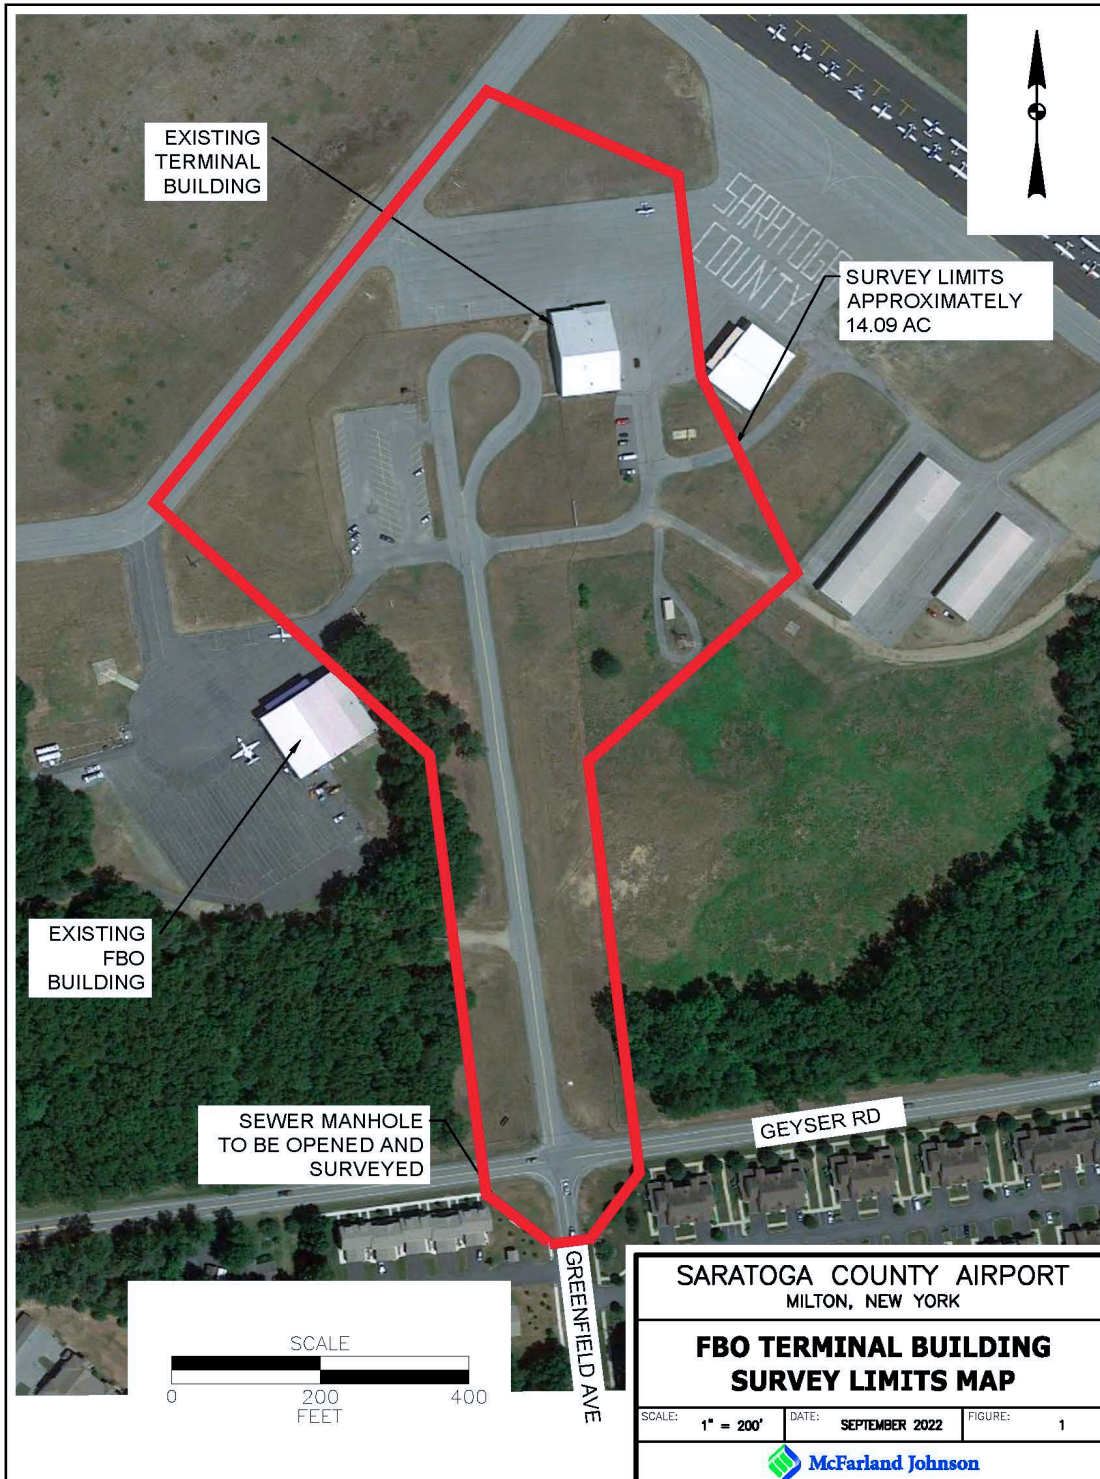 EXISTING
TERMINAL
BUILDING
SARATOGA
COUNTY
SURVEY LIMITS
APPROXIMATELY
14.09 AC
EXISTING
FBO
BUILDING
SEWER MANHOLE
TO BE OPENED AND
SURVEYED
GEYSER RD
GREENFIELD AVE
SCALE
0 200 400
FEET
SARATOGA COUNTY AIRPORT
MILTON, NEW YORK
FBO TERMINAL BUILDING
SURVEY LIMITS MAP
SCALE: 1" = 200' DATE: SEPTEMBER 2022 FIGURE: 1
McFarland Johnson